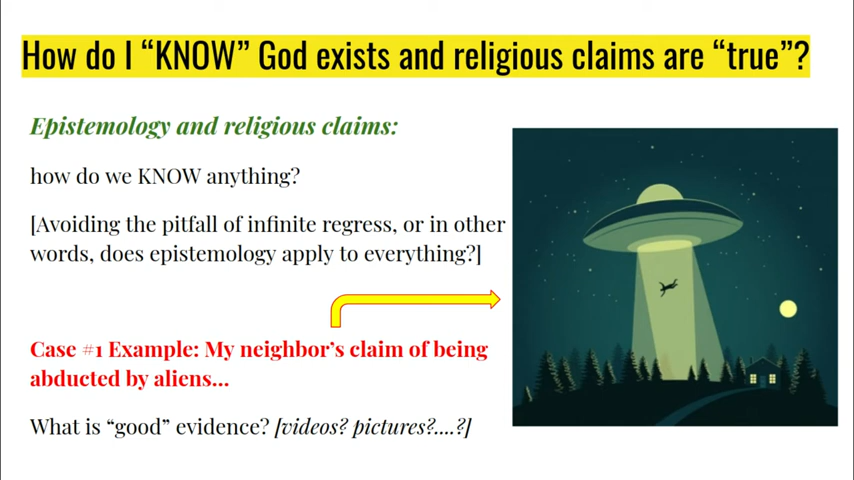 How do I “KNOW” God exists and religious claims are “true”?
Epistemology and religious claims:
how do we KNOW anything?
[Avoiding the pitfall of infinite regress, or in other
words, does epistemology apply to everything?]
Case #1 Example: My neighbor’s claim of being
abducted by aliens...
What is “good” evidence? [videos? pictures?....?]